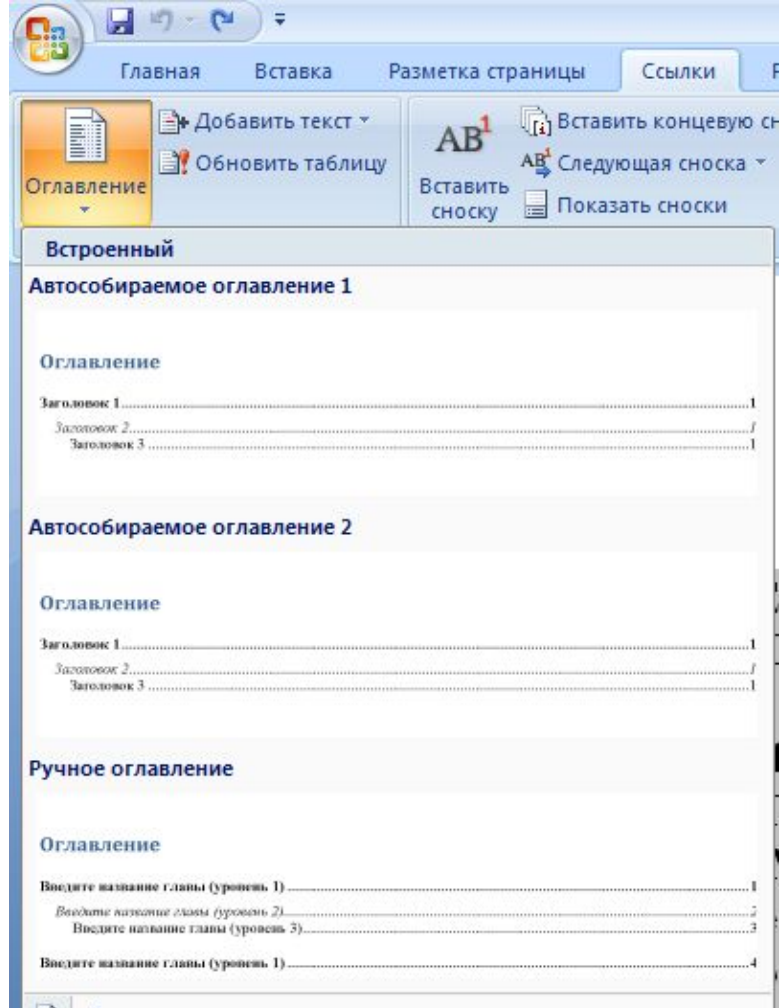 Главная Вставка Разметка страницы Ссылки
Добавить текст
Обновить таблицу
Оглавление
AB1
Вставить сноску
Вставить концевую сн
AB Следующая сноска
Показать сноски
Встроенный
Автособираемое оглавление 1
Оглавление
Заголовок 1 1
Заголовок 2 1
Заголовок 3 1
Автособираемое оглавление 2
Оглавление
Заголовок 1 1
Заголовок 2 1
Заголовок 3 1
Ручное оглавление
Оглавление
Введите название главы (уровень 1) 1
Введите название главы (уровень 2) 2
Введите название главы (уровень 3) 3
Введите название главы (уровень 1) 4